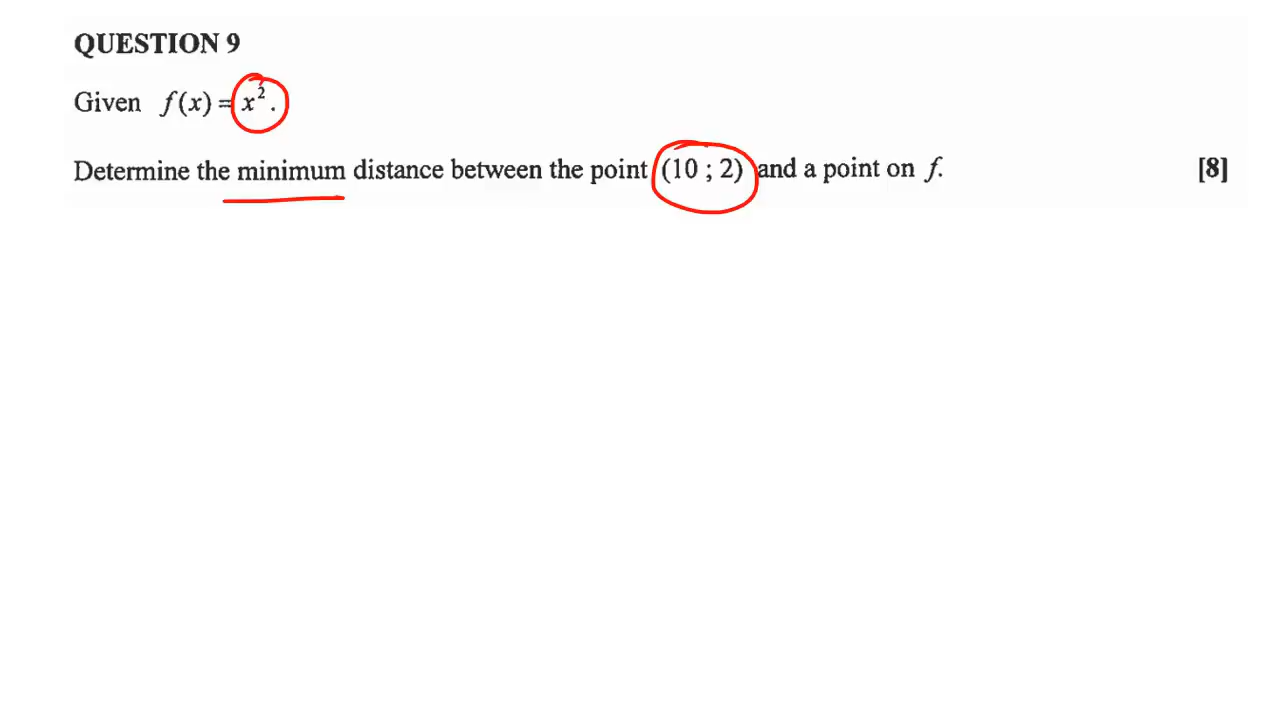 QUESTION 9
Given f(x) = x².
Determine the minimum distance between the point (10 ; 2) and a point on f. [8]